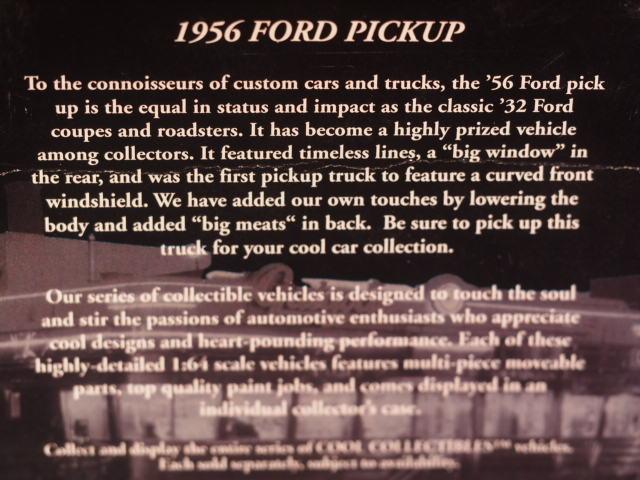 1956 FORD PICKUP
To the connoisseurs of custom cars and trucks, the '56 Ford pick
up is the equal in status and impact as the classic '32 Ford
coupes and roadsters. It has become a highly prized vehicle
among collectors. It featured timeless lines, a "big window" in
the rear, and was the first pickup truck to feature a curved front
windshield. We have added our own touches by lowering the
body and added "big meats“ in back. Be sure to pick up this
truck for your cool car collection.
Our series of collectible vehicles is designed to touch the soul
and stir the passions of automotive enthusiasts who appreciate
cool designs and heart-pounding performance. Each of these
highly-detailed 1:64 scale vehicles features multi-piece moveable
parts, top quality paint jobs, and comes displayed in an
individual collector's case.
Collect and display the entire series of COOL COLLECTIBLES™ vehicles.
Each sold separately, subject to availability.